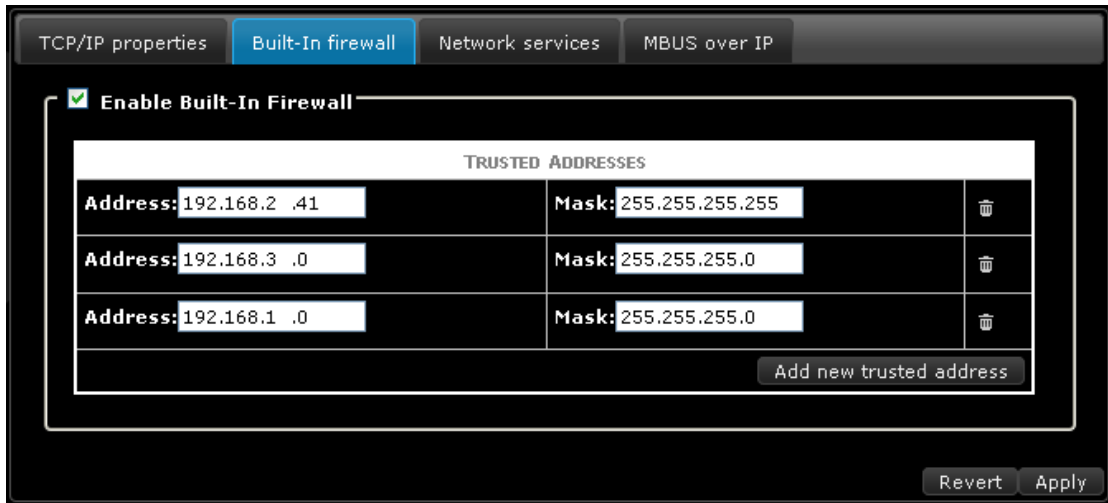 TCP/IP properties Built-In firewall Network services MBUS over IP
Enable Built-In Firewall
TRUSTED ADDRESSES
Address: 192.168.2 .41 Mask: 255.255.255.255
Address: 192.168.3 .0 Mask: 255.255.255.0
Address: 192.168.1 .0 Mask: 255.255.255.0
Add new trusted address
Revert Apply